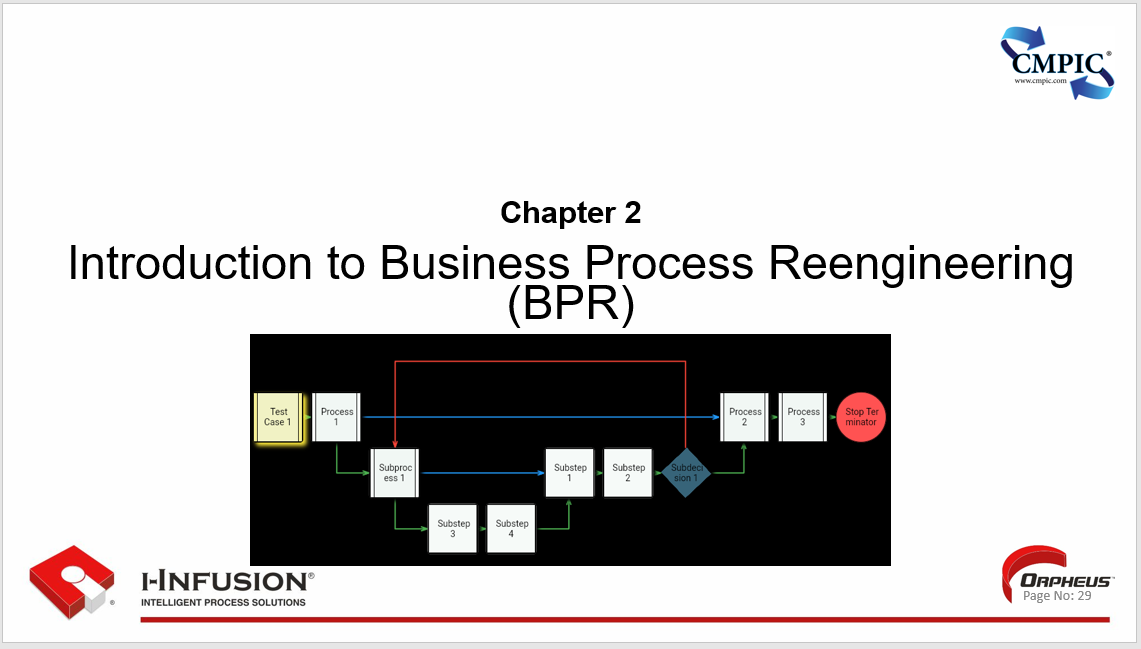 CMPIC®
www.cmpic.com
Chapter 2
Introduction to Business Process Reengineering
(BPR)
Test
Case 1
Process
1
Process
2
Process
3
Stop Ter
minator
Subproc
ess 1
Substep
1
Substep
2
Subdeci
sion 1
Substep
3
Substep
4
I-INFUSION®
INTELLIGENT PROCESS SOLUTIONS
®
ORPHEUS™
Page No: 29